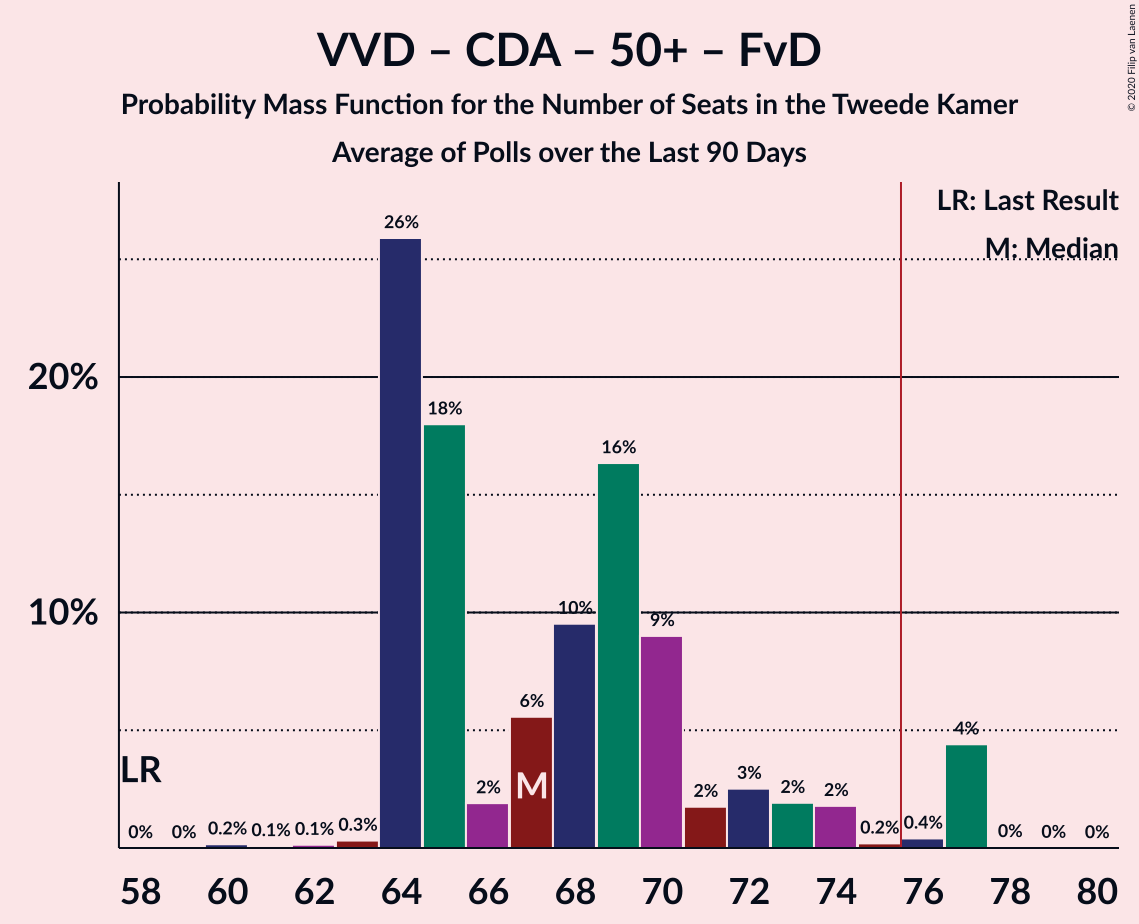 VVD – CDA – 50+ – FvD
Probability Mass Function for the Number of Seats in the Tweede Kamer
Average of Polls over the Last 90 Days
© 2020 Filip van Laenen
LR: Last Result
M: Median
20%
10%
LR
M
0%
0%
0.2%
0.1%
0.1%
0.3%
26%
18%
2%
6%
10%
16%
9%
2%
3%
2%
2%
0.2%
0.4%
4%
0%
0%
0%
58 60 62 64 66 68 70 72 74 76 78 80